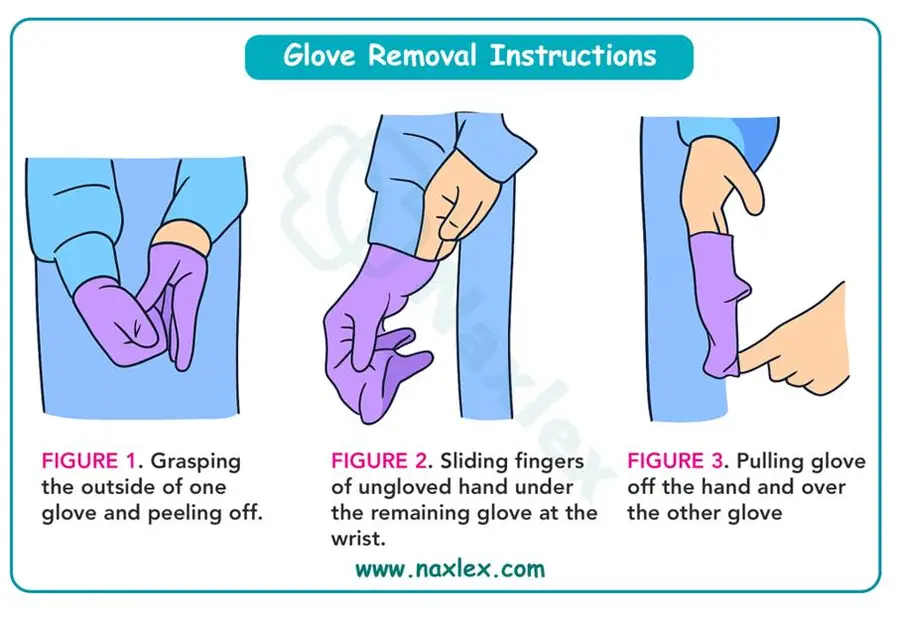 Glove Removal Instructions
Naxlex
FIGURE 1. Grasping
the outside of one
glove and peeling off.
FIGURE 2. Sliding fingers
of ungloved hand under
the remaining glove at the
wrist.
FIGURE 3. Pulling glove
off the hand and over
the other glove
www.naxlex.com